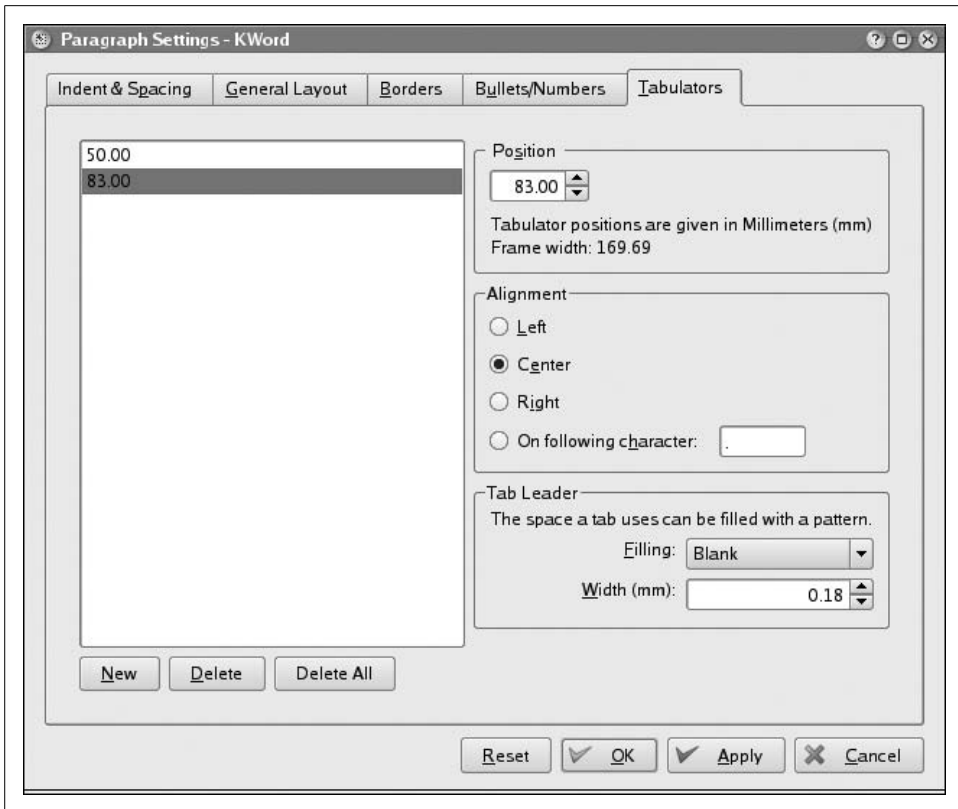 Paragraph Settings - KWord
Indent & Spacing General Layout Borders Bullets/Numbers Tabulators
50.00
83.00
Position
83.00
Tabulator positions are given in Millimeters (mm)
Frame width: 169.69
Alignment
Left
Center
Right
On following character: .
Tab Leader
The space a tab uses can be filled with a pattern.
Filling: Blank
Width (mm): 0.18
New Delete Delete All
Reset OK Apply Cancel